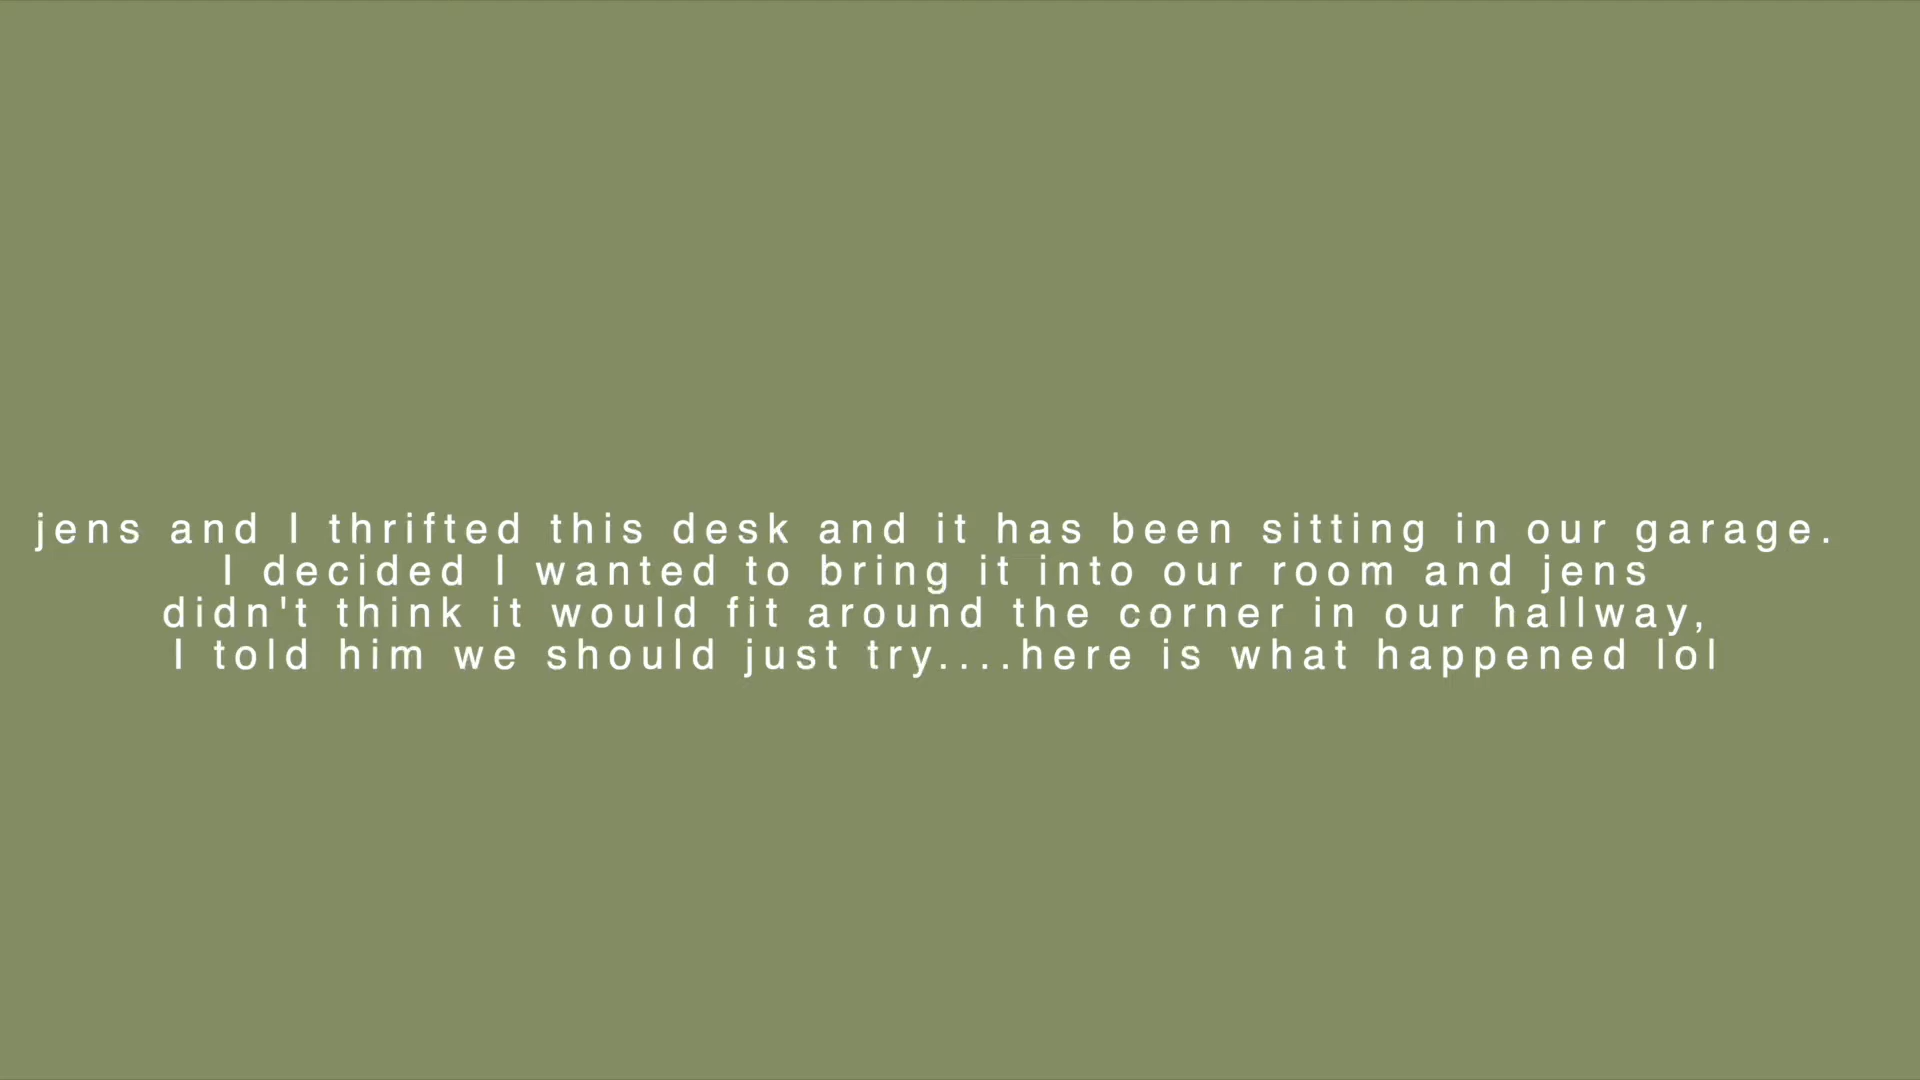 jens and I thrifted this desk and it has been sitting in our garage.
I decided I wanted to bring it into our room and jens
didn't think it would fit around the corner in our hallway,
I told him we should just try....here is what happened lol